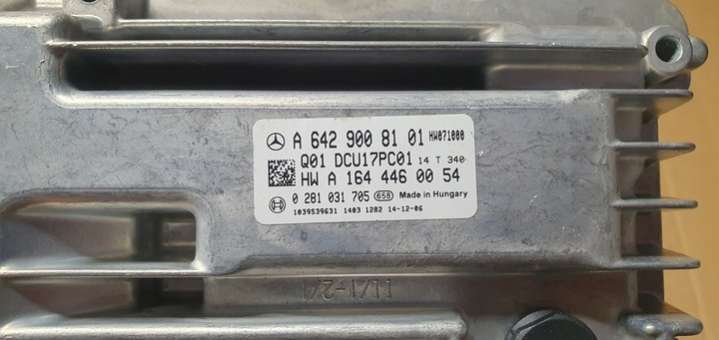 A 642 900 81 01 HW071000
Q01 DCU17PC01 14 T 340
HW A 164 446 00 54
0 281 031 705 658 Made in Hungary
1039S39631 1403 1282 14-12-06